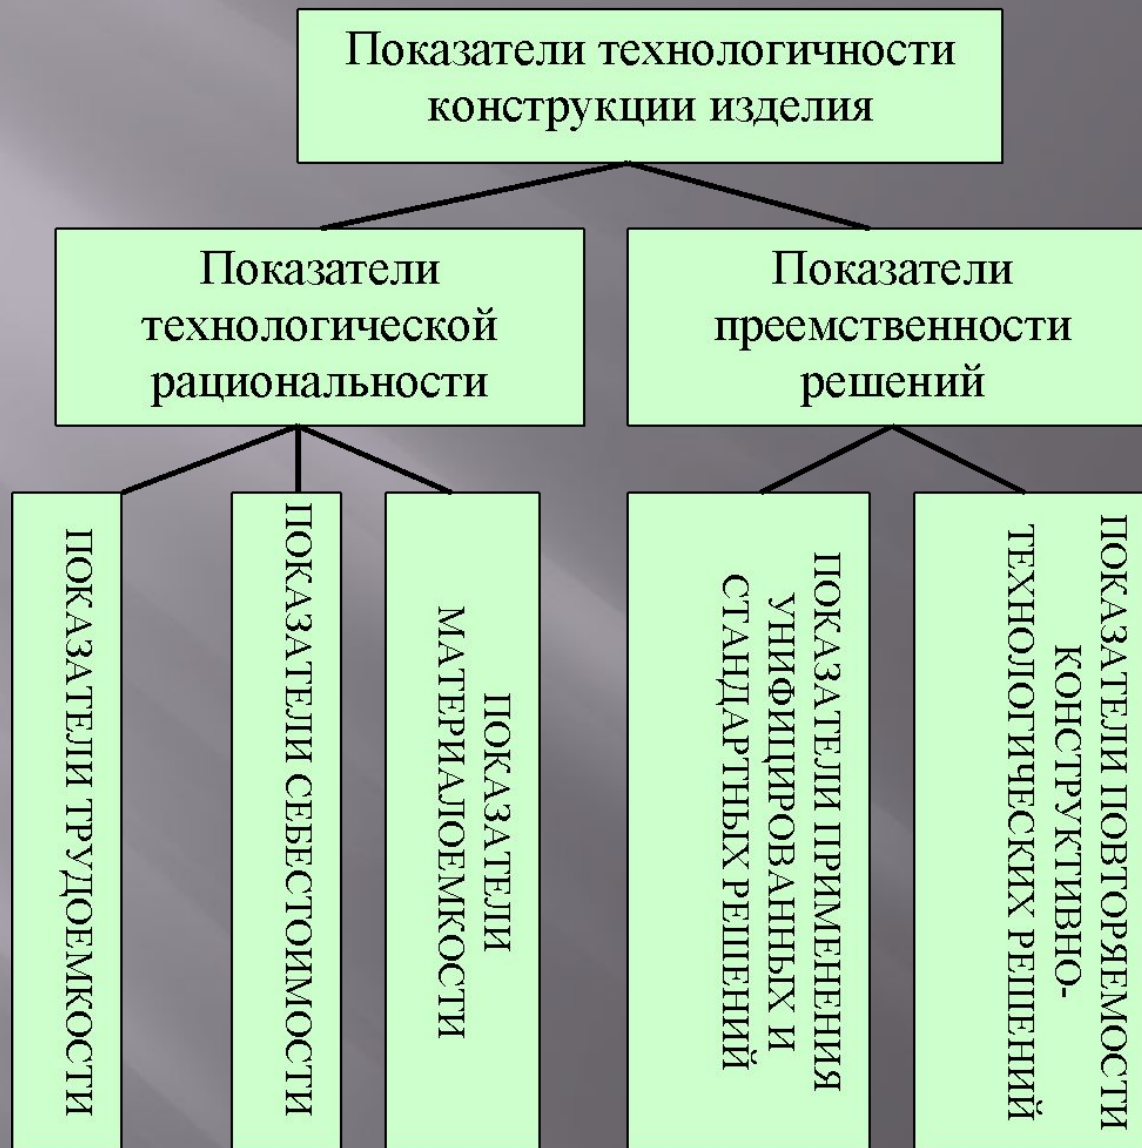 Показатели технологичности
конструкции изделия
Показатели
технологической
рациональности
Показатели
преемственности
решений
ПОКАЗАТЕЛИ ТРУДОЕМКОСТИ
ПОКАЗАТЕЛИ СЕБЕСТОИМОСТИ
ПОКАЗАТЕЛИ
МАТЕРИАЛОЕМКОСТИ
ПОКАЗАТЕЛИ ПРИМЕНЕНИЯ
УНИФИЦИРОВАННЫХ И
СТАНДАРТНЫХ РЕШЕНИЙ
ПОКАЗАТЕЛИ ПОВТОРЯЕМОСТИ
КОНСТРУКТИВНО-
ТЕХНОЛОГИЧЕСКИХ РЕШЕНИЙ